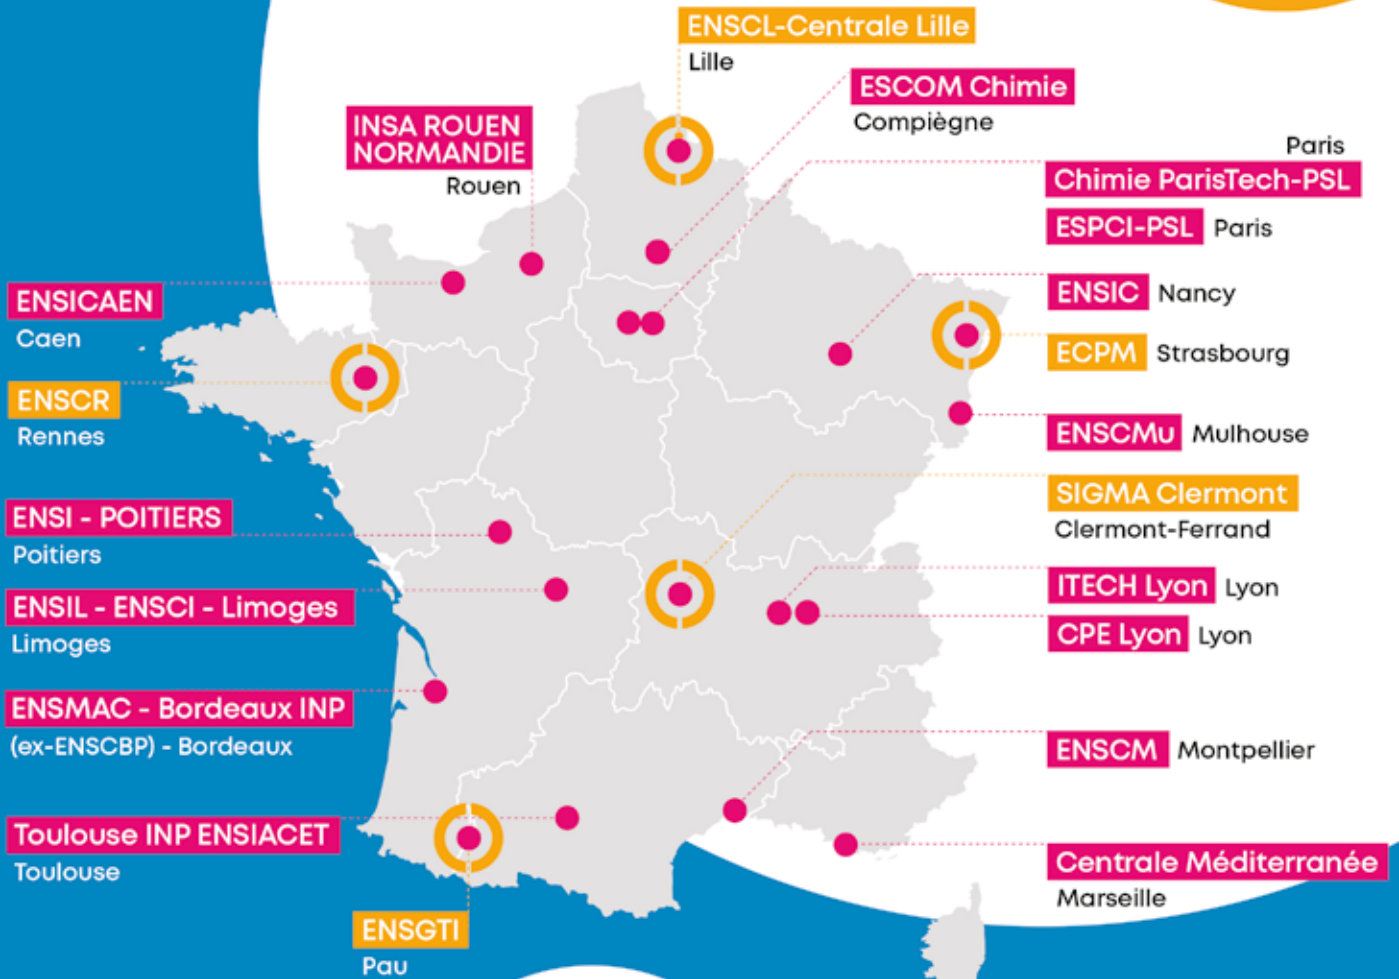 ENSCL-Centrale Lille
Lille
ESCOM Chimie
Compiègne
INSA ROUEN
NORMANDIE
Rouen
Paris
Chimie ParisTech-PSL
ESPCI-PSL Paris
ENSICAEN
Caen
ENSIC Nancy
ECPM Strasbourg
ENSCR
Rennes
ENSCMu Mulhouse
SIGMA Clermont
Clermont-Ferrand
ENSI - POITIERS
Poitiers
ITECH Lyon Lyon
ENSIL - ENSCI - Limoges
Limoges
CPE Lyon Lyon
ENSMAC - Bordeaux INP
(ex-ENSCBP) - Bordeaux
ENSCM Montpellier
Toulouse INP ENSIACET
Toulouse
Centrale Méditerranée
Marseille
ENSGTI
Pau